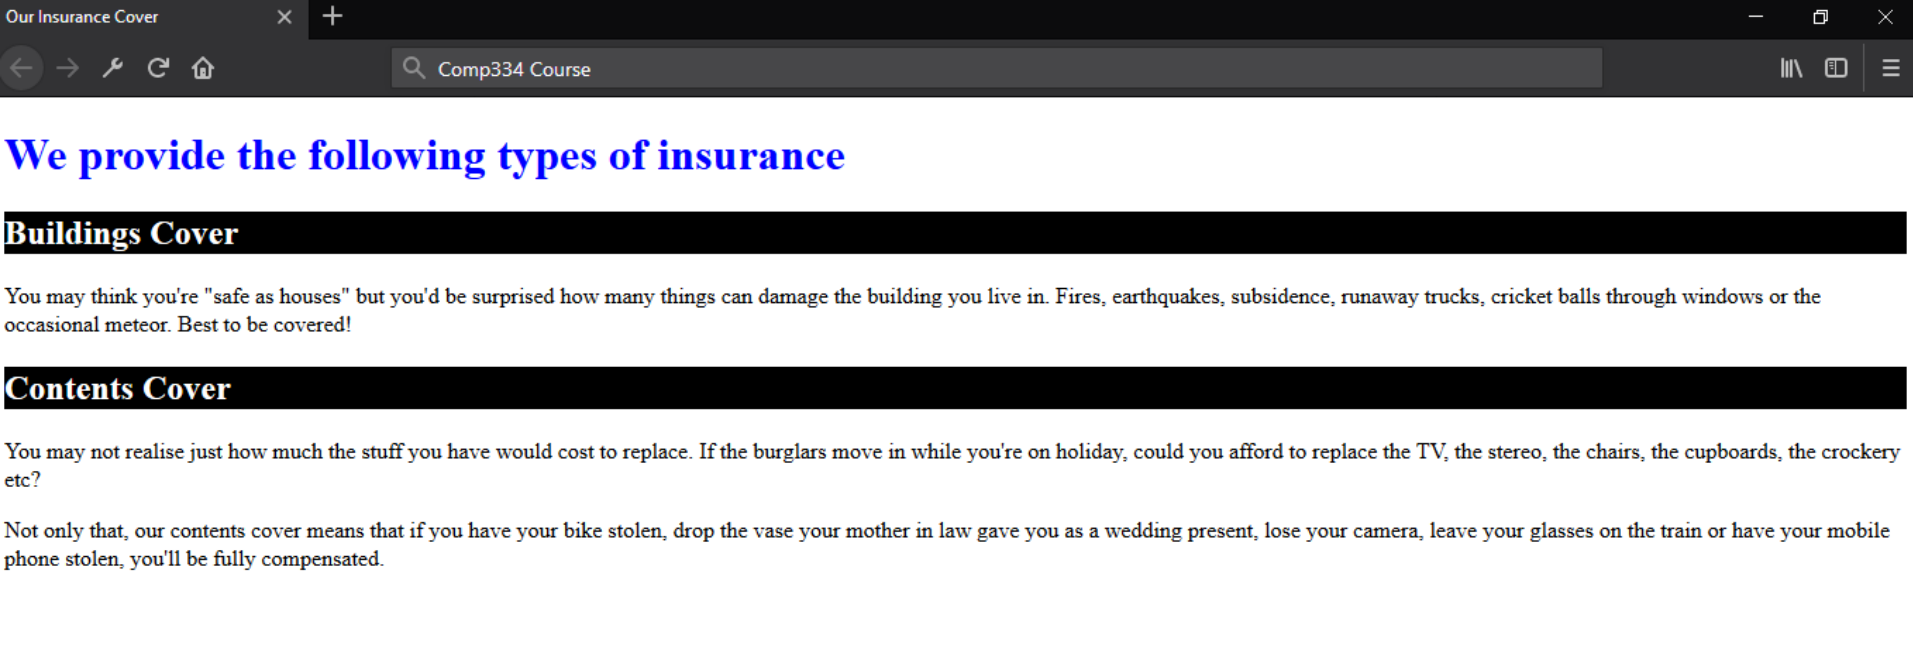 Our Insurance Cover
Comp334 Course
We provide the following types of insurance
Buildings Cover
You may think you're "safe as houses" but you'd be surprised how many things can damage the building you live in. Fires, earthquakes, subsidence, runaway trucks, cricket balls through windows or the
occasional meteor. Best to be covered!
Contents Cover
You may not realise just how much the stuff you have would cost to replace. If the burglars move in while you're on holiday, could you afford to replace the TV, the stereo, the chairs, the cupboards, the crockery
etc?
Not only that, our contents cover means that if you have your bike stolen, drop the vase your mother in law gave you as a wedding present, lose your camera, leave your glasses on the train or have your mobile
phone stolen, you'll be fully compensated.